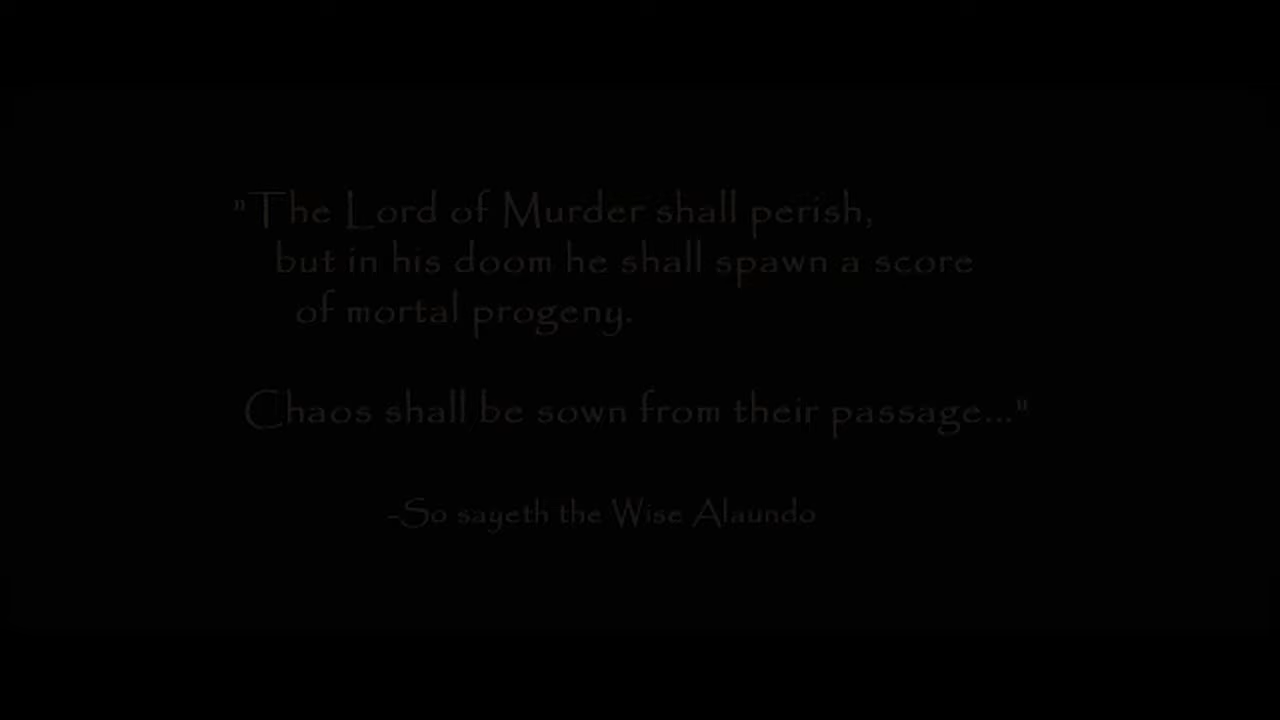 "The Lord of Murder shall perish,
but in his doom he shall spawn a score
of mortal progeny.
Chaos shall be sown from their passage..."
-So sayeth the Wise Alaundo